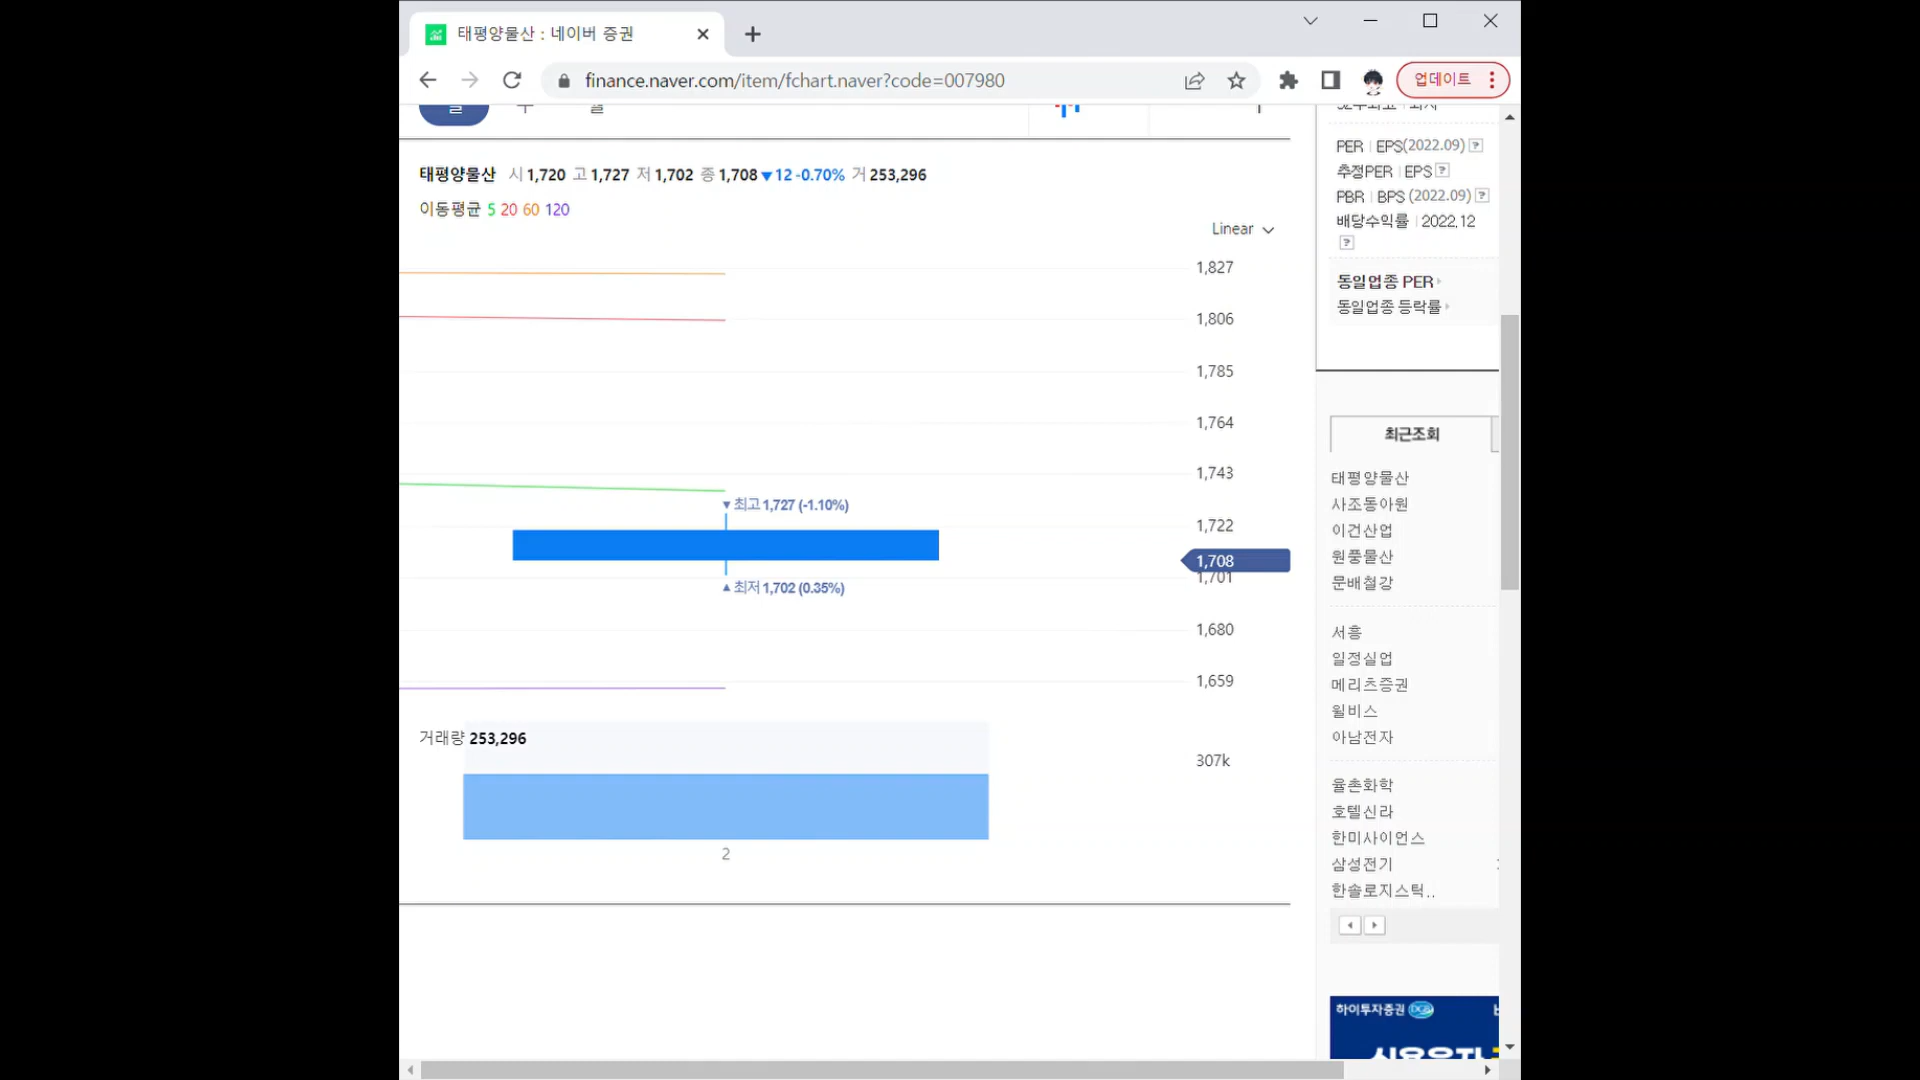 태평양물산 : 네이버 증권
finance.naver.com/item/fchart.naver?code=007980
업데이트
태평양물산 시 1,720 고 1,727 저 1,702 종 1,708 ▼12 -0.70% 거 253,296
이동평균 5 20 60 120
Linear
1,827
1,806
1,785
1,764
1,743
1,722
1,708
1,701
1,680
1,659
▼최고 1,727 (-1.10%)
▲최저 1,702 (0.35%)
거래량 253,296
307k
2
PER | EPS(2022.09) ?
추정PER | EPS ?
PBR | BPS (2022.09) ?
배당수익률 | 2022.12
?
동일업종 PER
동일업종 등락률
최근조회
태평양물산
사조동아원
이건산업
원풍물산
문배철강
서흥
일정실업
메리츠증권
윌비스
아남전자
율촌화학
호텔신라
한미사이언스
삼성전기
한솔로지스틱..
하이투자증권 DGB